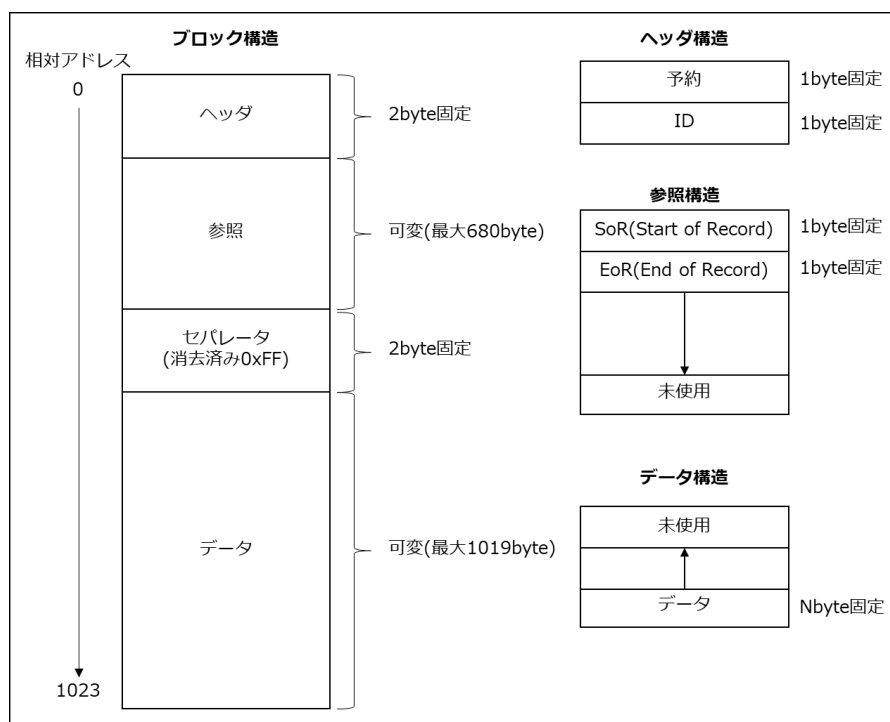 ブロック構造
相対アドレス
0
ヘッダ
2byte固定
参照
可変(最大680byte)
セパレータ
(消去済み0xFF)
2byte固定
データ
可変(最大1019byte)
1023
ヘッダ構造
予約
1byte固定
ID
1byte固定
参照構造
SoR(Start of Record)
1byte固定
EoR(End of Record)
1byte固定
未使用
データ構造
未使用
データ
Nbyte固定